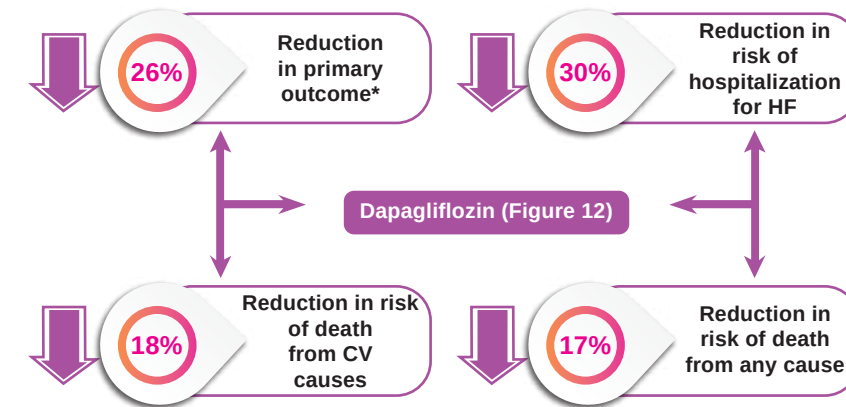 26%
Reduction
in primary
outcome*
30%
Reduction in
risk of
hospitalization
for HF
Dapagliflozin (Figure 12)
18%
Reduction in risk
of death
from CV
causes
17%
Reduction in
risk of death
from any cause